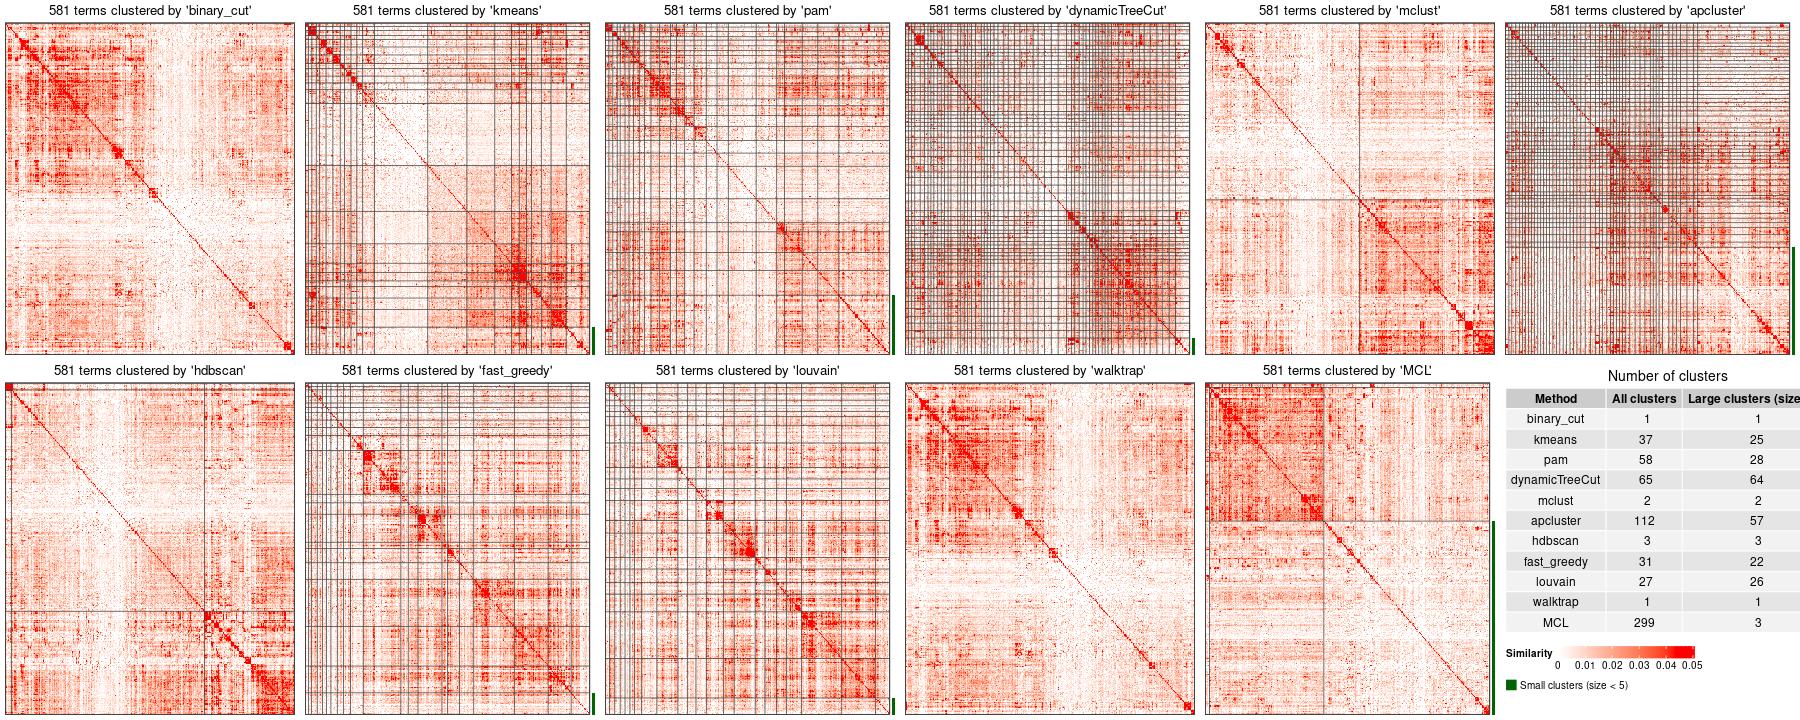 581 terms clustered by 'binary_cut'
581 terms clustered by 'kmeans'
581 terms clustered by 'pam'
581 terms clustered by 'dynamicTreeCut'
581 terms clustered by 'mclust'
581 terms clustered by 'apcluster'
581 terms clustered by 'hdbscan'
581 terms clustered by 'fast_greedy'
581 terms clustered by 'louvain'
581 terms clustered by 'walktrap'
581 terms clustered by 'MCL'
Number of clusters
Method All clusters Large clusters (size
binary_cut 1 1
kmeans 37 25
pam 58 28
dynamicTreeCut 65 64
mclust 2 2
apcluster 112 57
hdbscan 3 3
fast_greedy 31 22
louvain 27 26
walktrap 1 1
MCL 299 3
Similarity
0 0.01 0.02 0.03 0.04 0.05
Small clusters (size < 5)